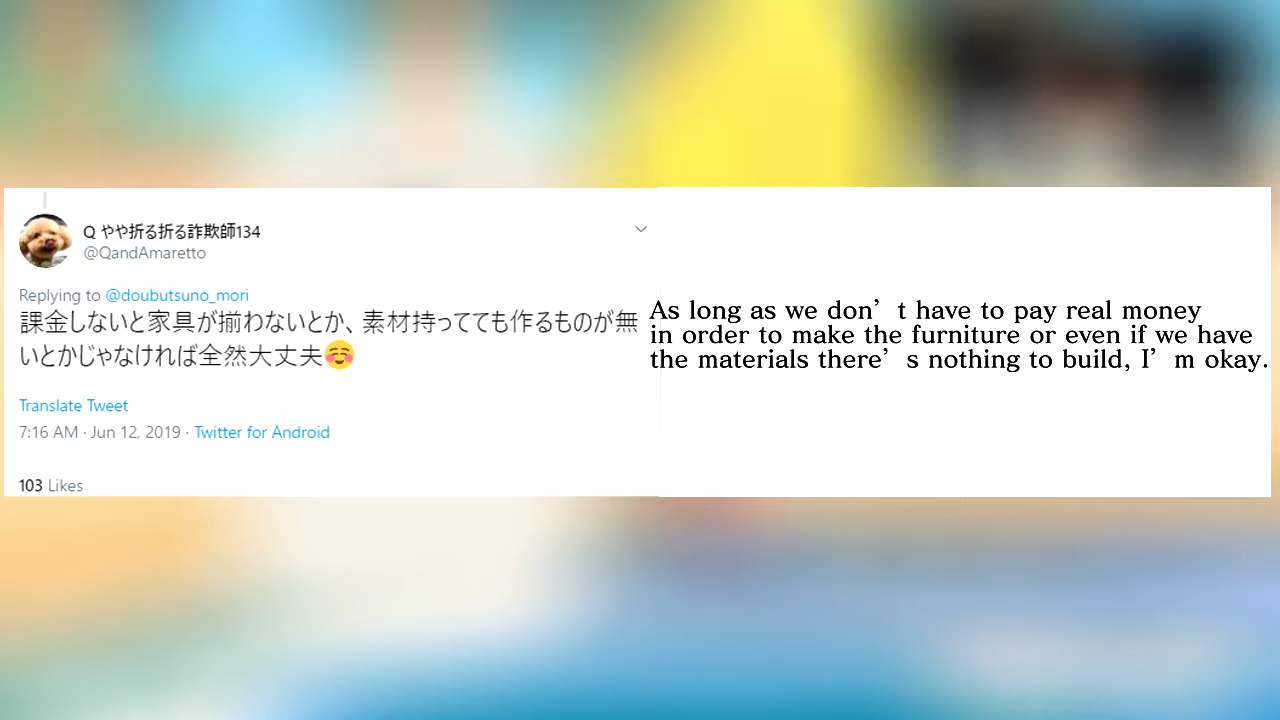 Q やや折る折る詐欺師134
@QandAmaretto
Replying to @doubutsuno_mori
課金しないと家具が揃わないとか、素材持ってても作るものが無
いとかじゃなければ全然大丈夫☺️
Translate Tweet
7:16 AM · Jun 12, 2019 · Twitter for Android
103 Likes
As long as we don’t have to pay real money
in order to make the furniture or even if we have
the materials there’s nothing to build, I’m okay.